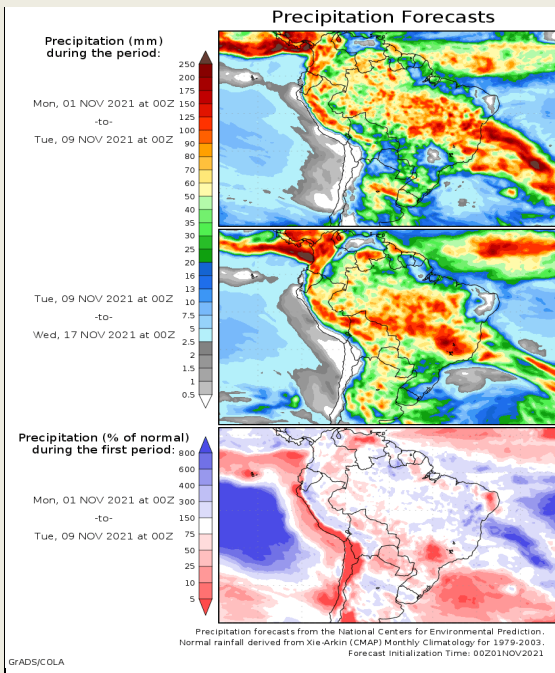 Precipitation Forecasts
Precipitation (mm)
during the period:
Mon, 01 NOV 2021 at 00Z
-to-
Tue, 09 NOV 2021 at 00Z
250
200
175
150
125
100
90
80
70
60
50
40
35
30
25
20
16
13
10
7.5
5
2.5
2
1.5
1
0.5
Tue, 09 NOV 2021 at 00Z
-to-
Wed, 17 NOV 2021 at 00Z
Precipitation (% of normal)
during the first period:
Mon, 01 NOV 2021 at 00Z
-to-
Tue, 09 NOV 2021 at 00Z
800
600
400
300
150
75
50
25
10
5
Precipitation forecasts from the National Centers for Environmental Prediction.
Normal rainfall derived from Xie-Arkin (CMAP) Monthly Climatology for 1979-2003.
Forecast Initialization Time: 00Z01NOV2021
GrADS/COLA